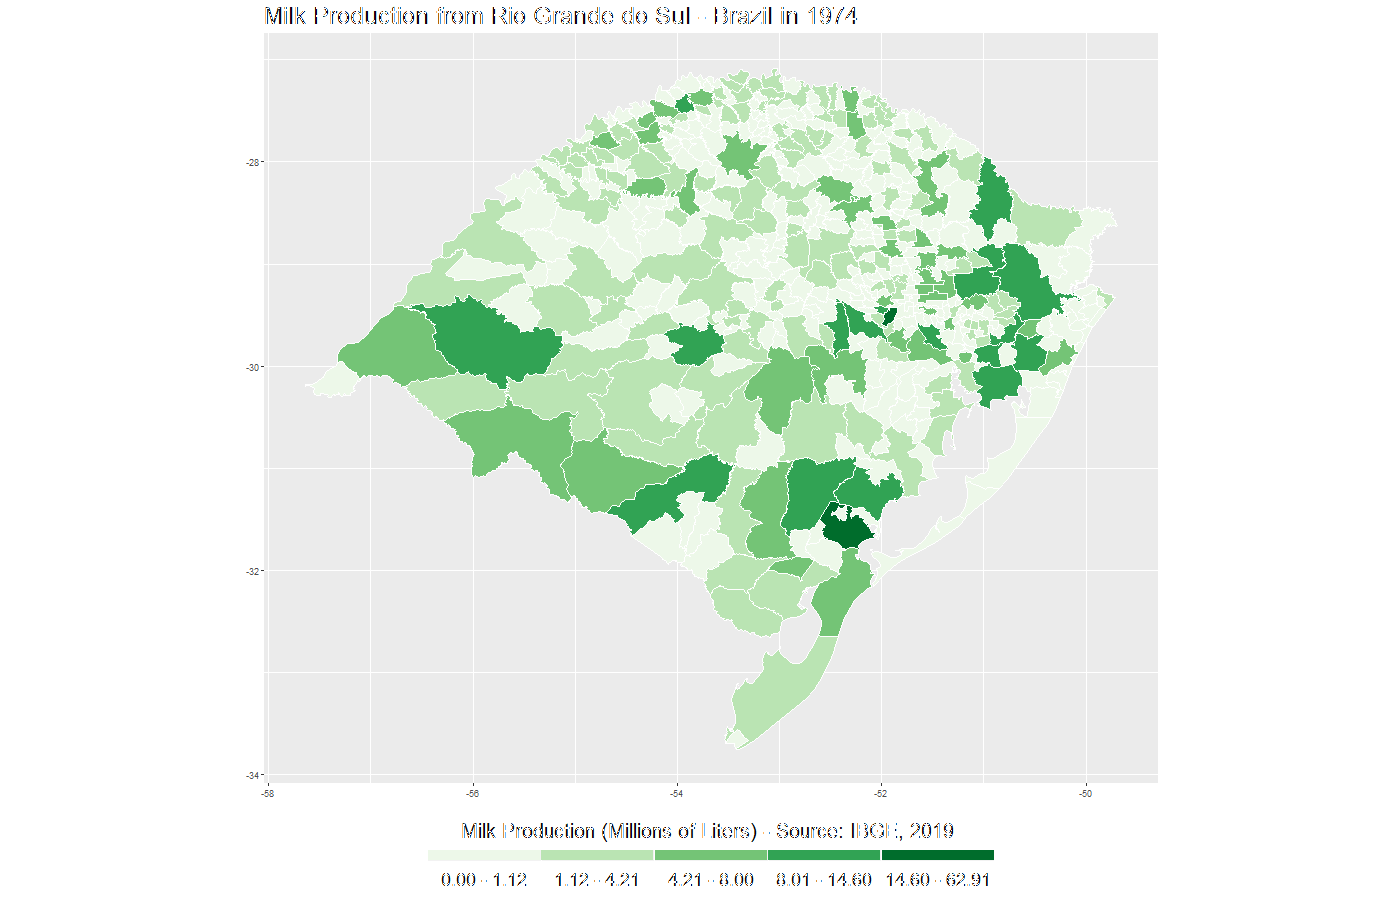 Milk Production from Rio Grande do Sul - Brazil in 1974
-28
-30
-32
-34
-58 -56 -54 -52 -50
Milk Production (Millions of Liters) - Source: IBGE, 2019
0.00 - 1.12 1.12 - 4.21 4.21 - 8.00 8.01 - 14.60 14.60 - 62.91